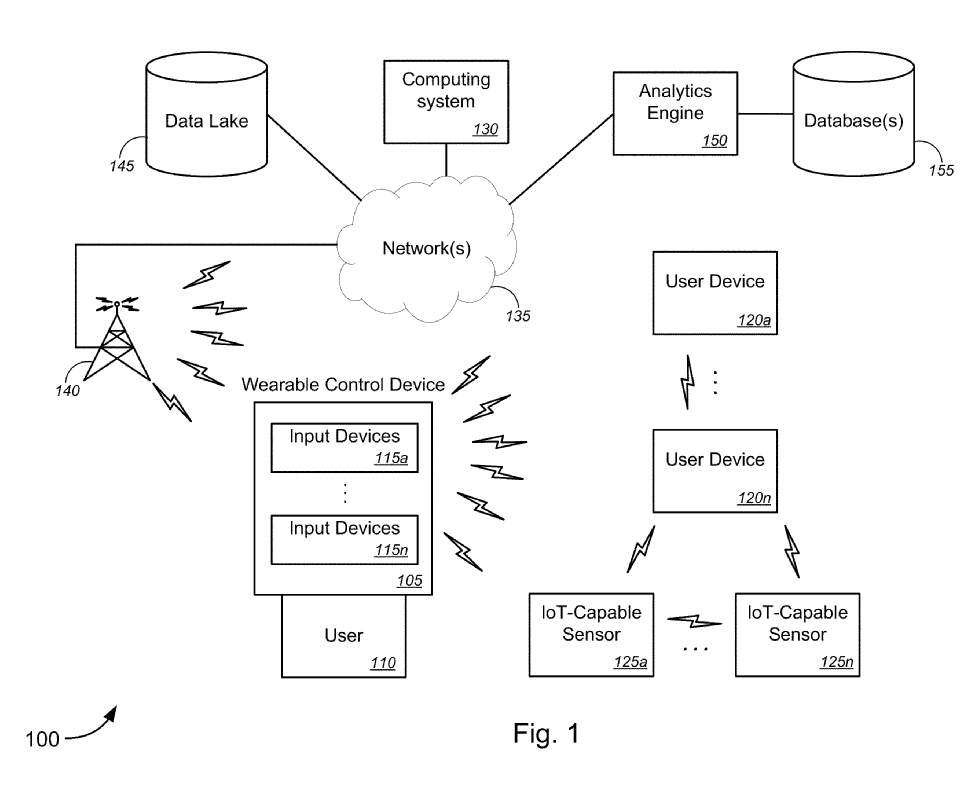 Data Lake
145
Computing
system
130
Analytics
Engine
150
Database(s)
155
Network(s)
135
140
User Device
120a
Wearable Control Device
Input Devices
115a
...
Input Devices
115n
105
User
110
...
User Device
120n
IoT-Capable
Sensor
125a
...
IoT-Capable
Sensor
125n
100
Fig. 1